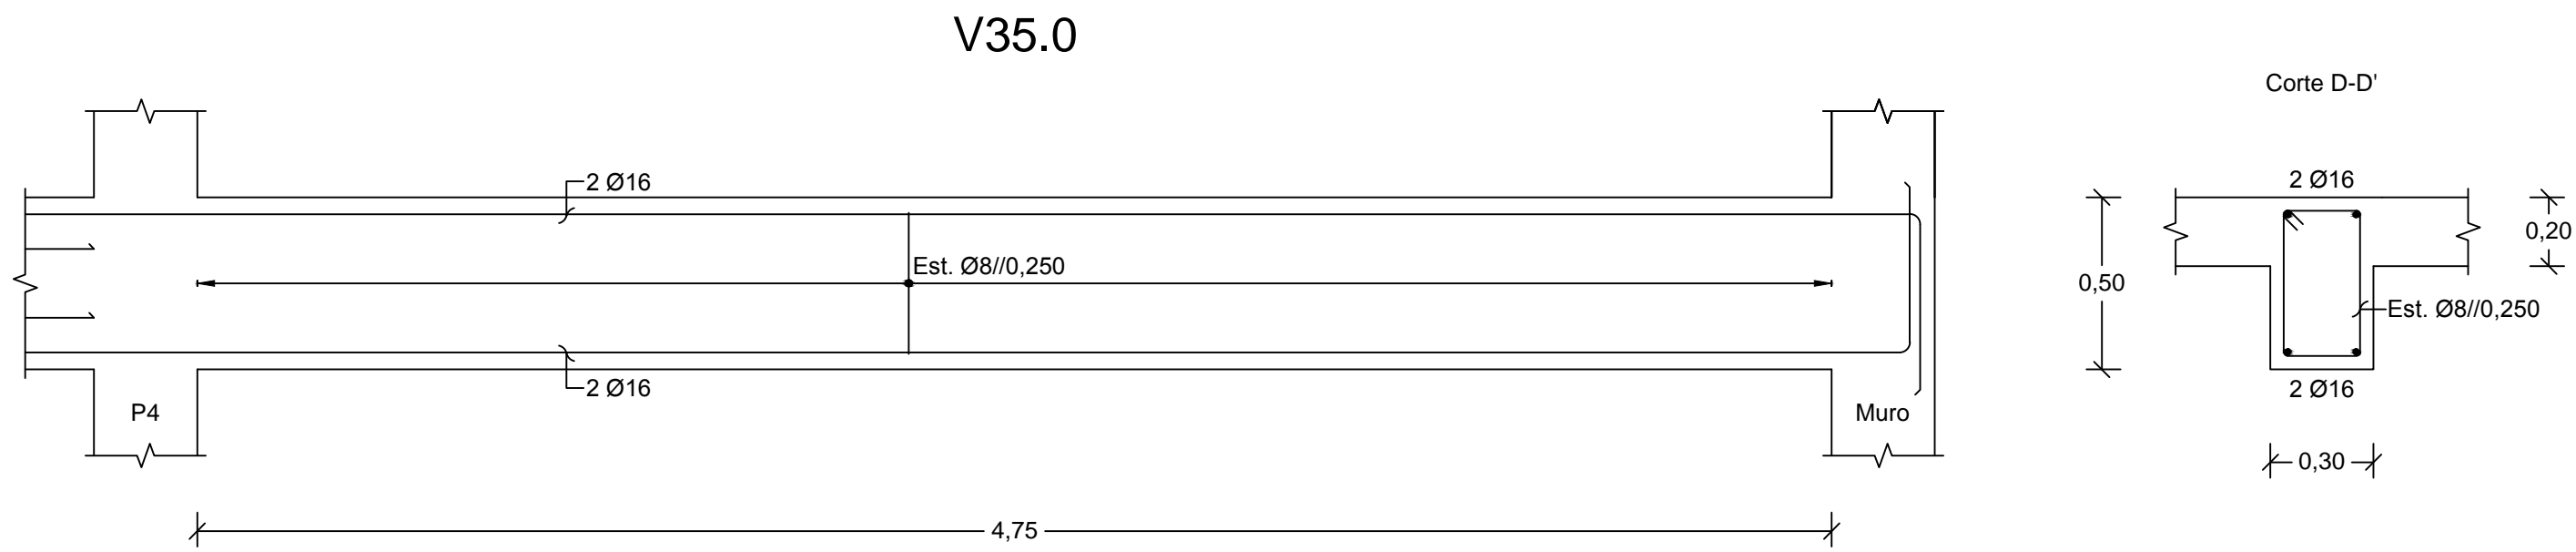 V35.0
Corte D-D'
2 Ø16
2 Ø16
Est. Ø8//0,250
2 Ø16
P4
Muro
4,75
0,50
0,20
Est. Ø8//0,250
2 Ø16
0,30